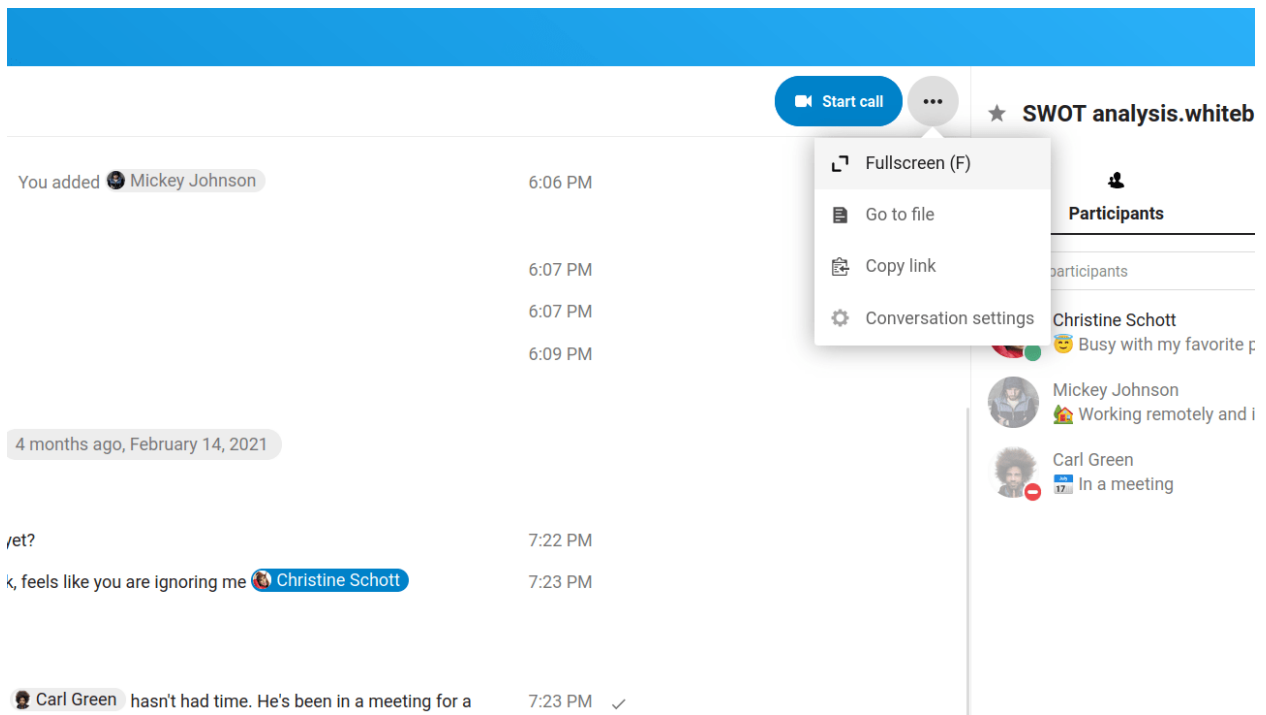 Start call
SWOT analysis.whiteb
You added Mickey Johnson 6:06 PM
Fullscreen (F)
Go to file
Copy link
Conversation settings
Participants
participants
6:07 PM
6:07 PM
6:09 PM
Christine Schott
Busy with my favorite p
Mickey Johnson
Working remotely and i
Carl Green
17 In a meeting
4 months ago, February 14, 2021
yet? 7:22 PM
k, feels like you are ignoring me Christine Schott 7:23 PM
Carl Green hasn't had time. He's been in a meeting for a 7:23 PM